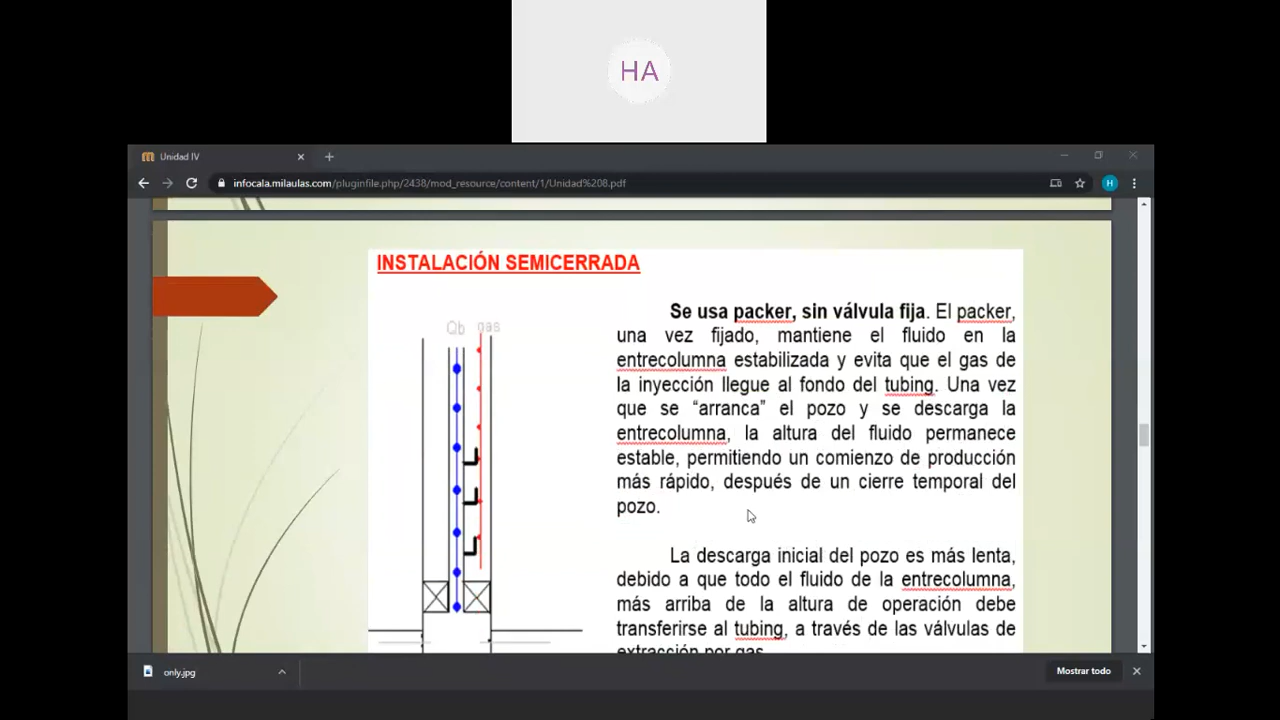 HA
Unidad IV
infocala.milaulas.com/pluginfile.php/2438/mod_resource/content/1/Unidad%208.pdf
H
INSTALACIÓN SEMICERRADA
Qb gas
Se usa packer, sin válvula fija. El packer,
una vez fijado, mantiene el fluido en la
entrecolumna estabilizada y evita que el gas de
la inyección llegue al fondo del tubing. Una vez
que se “arranca” el pozo y se descarga la
entrecolumna, la altura del fluido permanece
estable, permitiendo un comienzo de producción
más rápido, después de un cierre temporal del
pozo.
La descarga inicial del pozo es más lenta,
debido a que todo el fluido de la entrecolumna,
más arriba de la altura de operación debe
transferirse al tubing, a través de las válvulas de
extracción por gas.
only.jpg
Mostrar todo